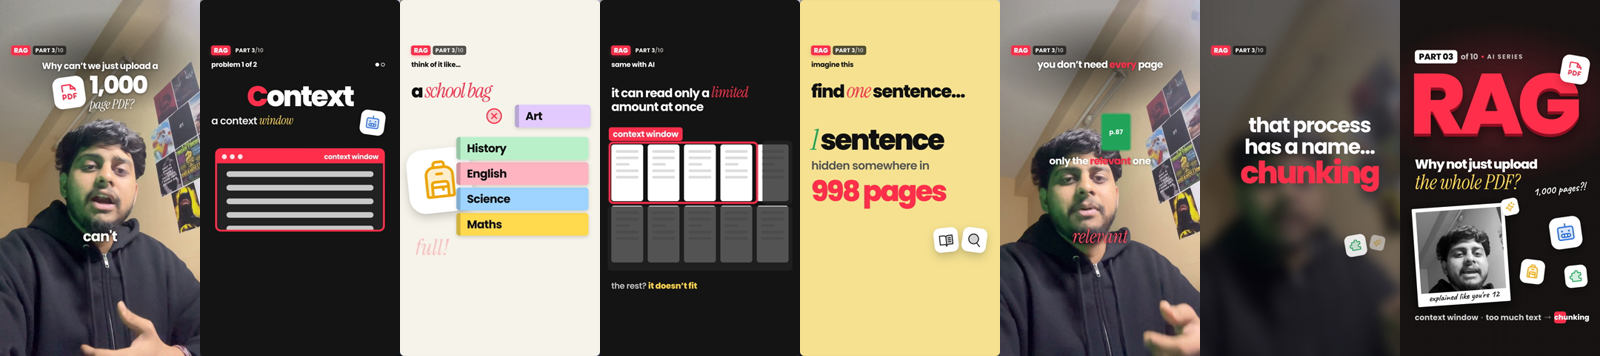 RAG PART 3/10
Why can't we just upload a
PDF
1,000
page PDF?
can't
RAG PART 3/10
problem 1 of 2
Context
a context window
context window
RAG PART 3/10
think of it like...
a school bag
Art
History
English
Science
Maths
full!
RAG PART 3/10
same with AI
it can read only a limited
amount at once
context window
the rest? it doesn't fit
RAG PART 3/10
imagine this
find one sentence...
1 sentence
hidden somewhere in
998 pages
RAG PART 3/10
you don't need every page
p.87
only the relevant one
relevant
RAG PART 3/10
that process
has a name...
chunking
PART 03 of 10 • AI SERIES
PDF
RAG
Why not just upload
the whole PDF?
1,000 pages?!
explained like you're 12
context window · too much text → chunking